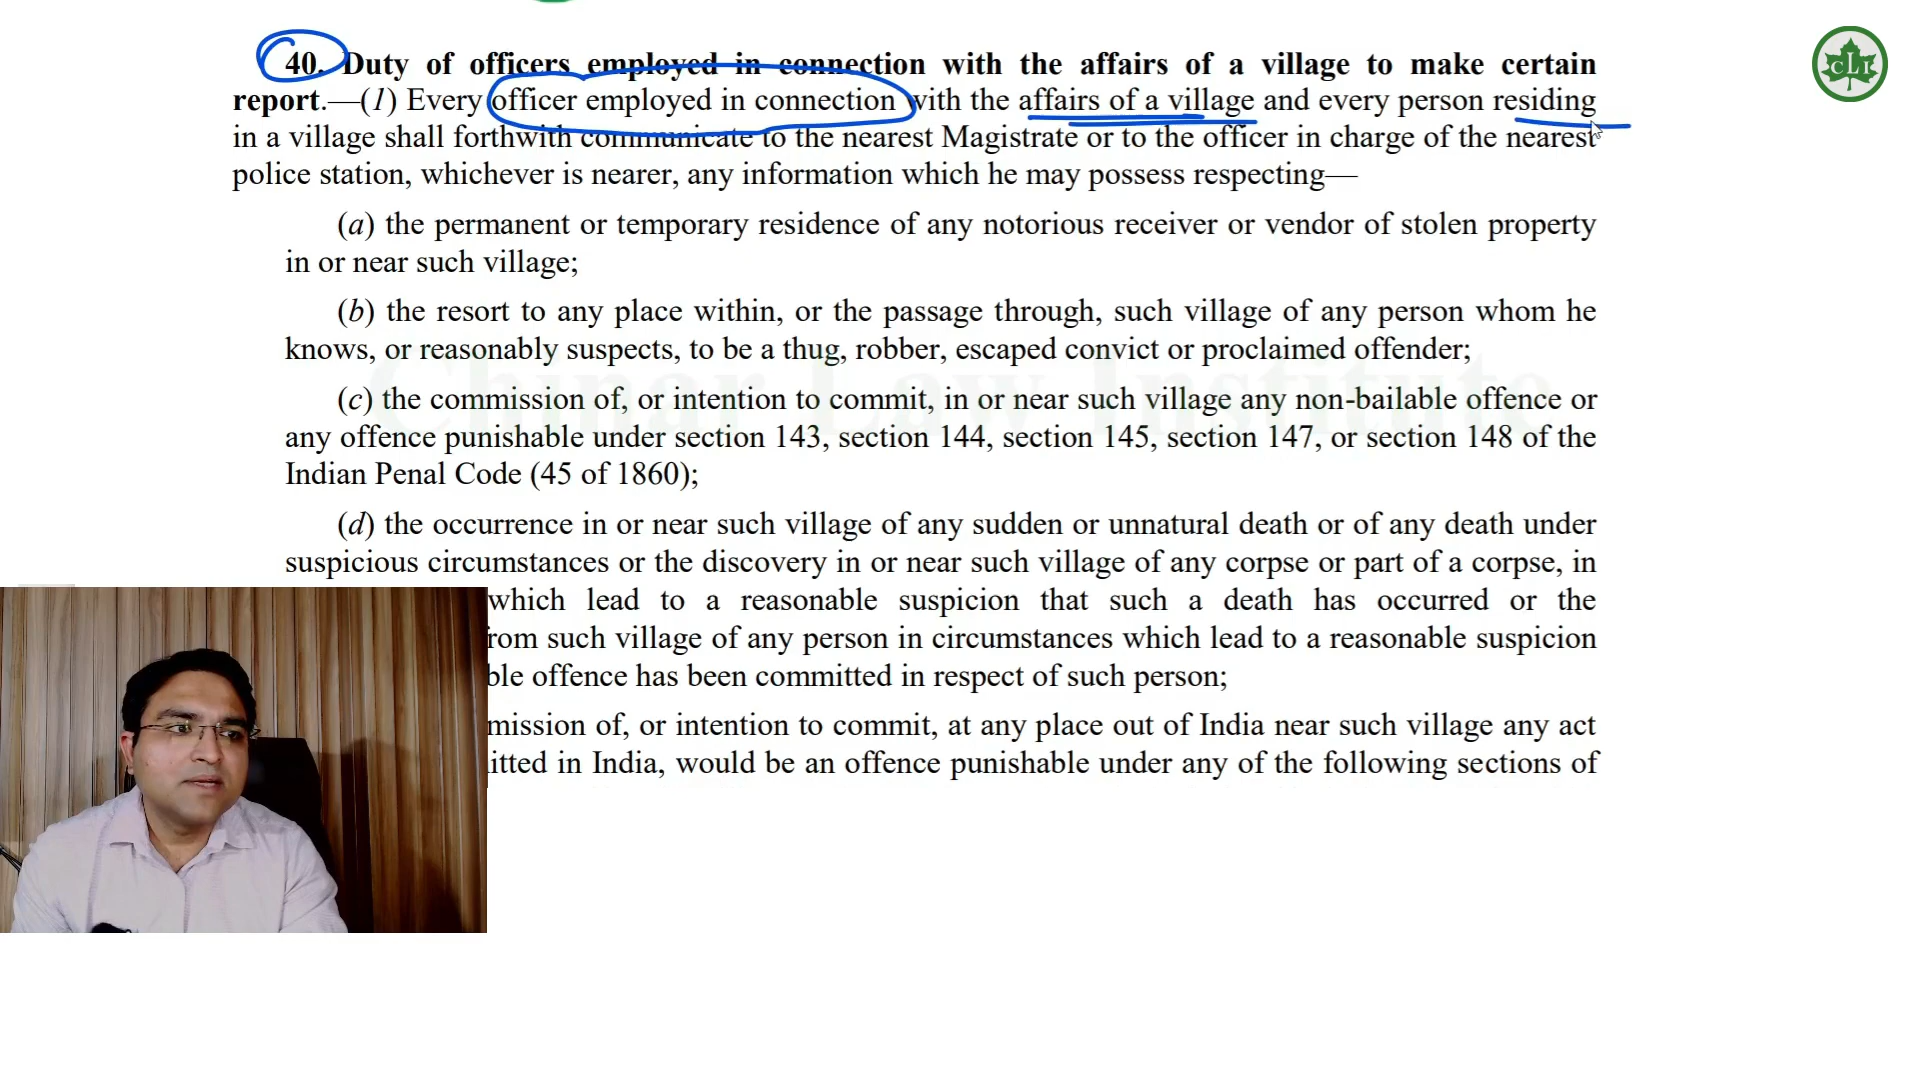 40. Duty of officers employed in connection with the affairs of a village to make certain
report.—(1) Every officer employed in connection with the affairs of a village and every person residing
in a village shall forthwith communicate to the nearest Magistrate or to the officer in charge of the nearest
police station, whichever is nearer, any information which he may possess respecting—
(a) the permanent or temporary residence of any notorious receiver or vendor of stolen property
in or near such village;
(b) the resort to any place within, or the passage through, such village of any person whom he
knows, or reasonably suspects, to be a thug, robber, escaped convict or proclaimed offender;
Chinar Law Institute
(c) the commission of, or intention to commit, in or near such village any non-bailable offence or
any offence punishable under section 143, section 144, section 145, section 147, or section 148 of the
Indian Penal Code (45 of 1860);
(d) the occurrence in or near such village of any sudden or unnatural death or of any death under
suspicious circumstances or the discovery in or near such village of any corpse or part of a corpse, in
which lead to a reasonable suspicion that such a death has occurred or the
from such village of any person in circumstances which lead to a reasonable suspicion
offence has been committed in respect of such person;
of, or intention to commit, at any place out of India near such village any act
in India, would be an offence punishable under any of the following sections of
CLI